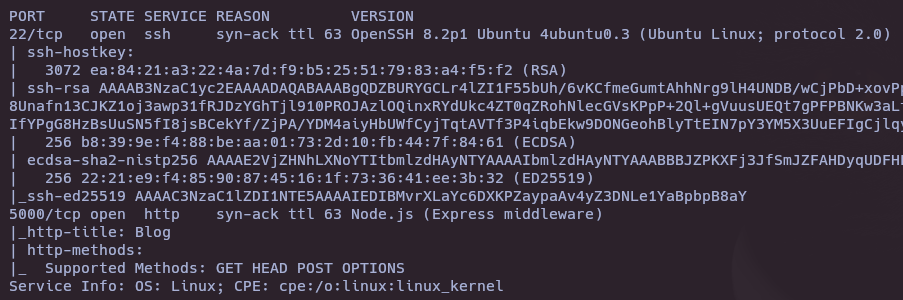 PORT     STATE SERVICE REASON         VERSION
22/tcp   open  ssh     syn-ack ttl 63 OpenSSH 8.2p1 Ubuntu 4ubuntu0.3 (Ubuntu Linux; protocol 2.0)
| ssh-hostkey:
|   3072 ea:84:21:a3:22:4a:7d:f9:b5:25:51:79:83:a4:f5:f2 (RSA)
| ssh-rsa AAAAB3NzaC1yc2EAAAADAQABAAABgQDZBURYGCLr4lZI1F55bUh/6vKCfmeGumtAhhNrg9lH4UNDB/wCjPbD+xovPp
8Unafn13CJKZ1oj3awp31fRJDzYGhTjl910PROJAzlOQinxRYdUkc4ZT0qZRohNlecGVsKPpP+2Ql+gVuusUEQt7gPFPBNKw3aL
IfYPgG8HzBsUuSN5fI8jsBCekYf/ZjPA/YDM4aiyHbUWfCyjTqtAVTf3P4iqbEkw9DONGeohBlyTtEIN7pY3YM5X3UuEFIgCjlqy
|   256 b8:39:9e:f4:88:be:aa:01:73:2d:10:fb:44:7f:84:61 (ECDSA)
| ecdsa-sha2-nistp256 AAAAE2VjZHNhLXNoYTItbmlzdHAyNTYAAAAIbmlzdHAyNTYAAABBBJZPKXFj3JfSmJZFAHDyqUDFH
|   256 22:21:e9:f4:85:90:87:45:16:1f:73:36:41:ee:3b:32 (ED25519)
|_ssh-ed25519 AAAAC3NzaC1lZDI1NTE5AAAAIEDIBMvrXLaYc6DXKPZaypaAv4yZ3DNLe1YaBpbpB8aY
5000/tcp open  http    syn-ack ttl 63 Node.js (Express middleware)
|_http-title: Blog
| http-methods:
|_  Supported Methods: GET HEAD POST OPTIONS
Service Info: OS: Linux; CPE: cpe:/o:linux:linux_kernel